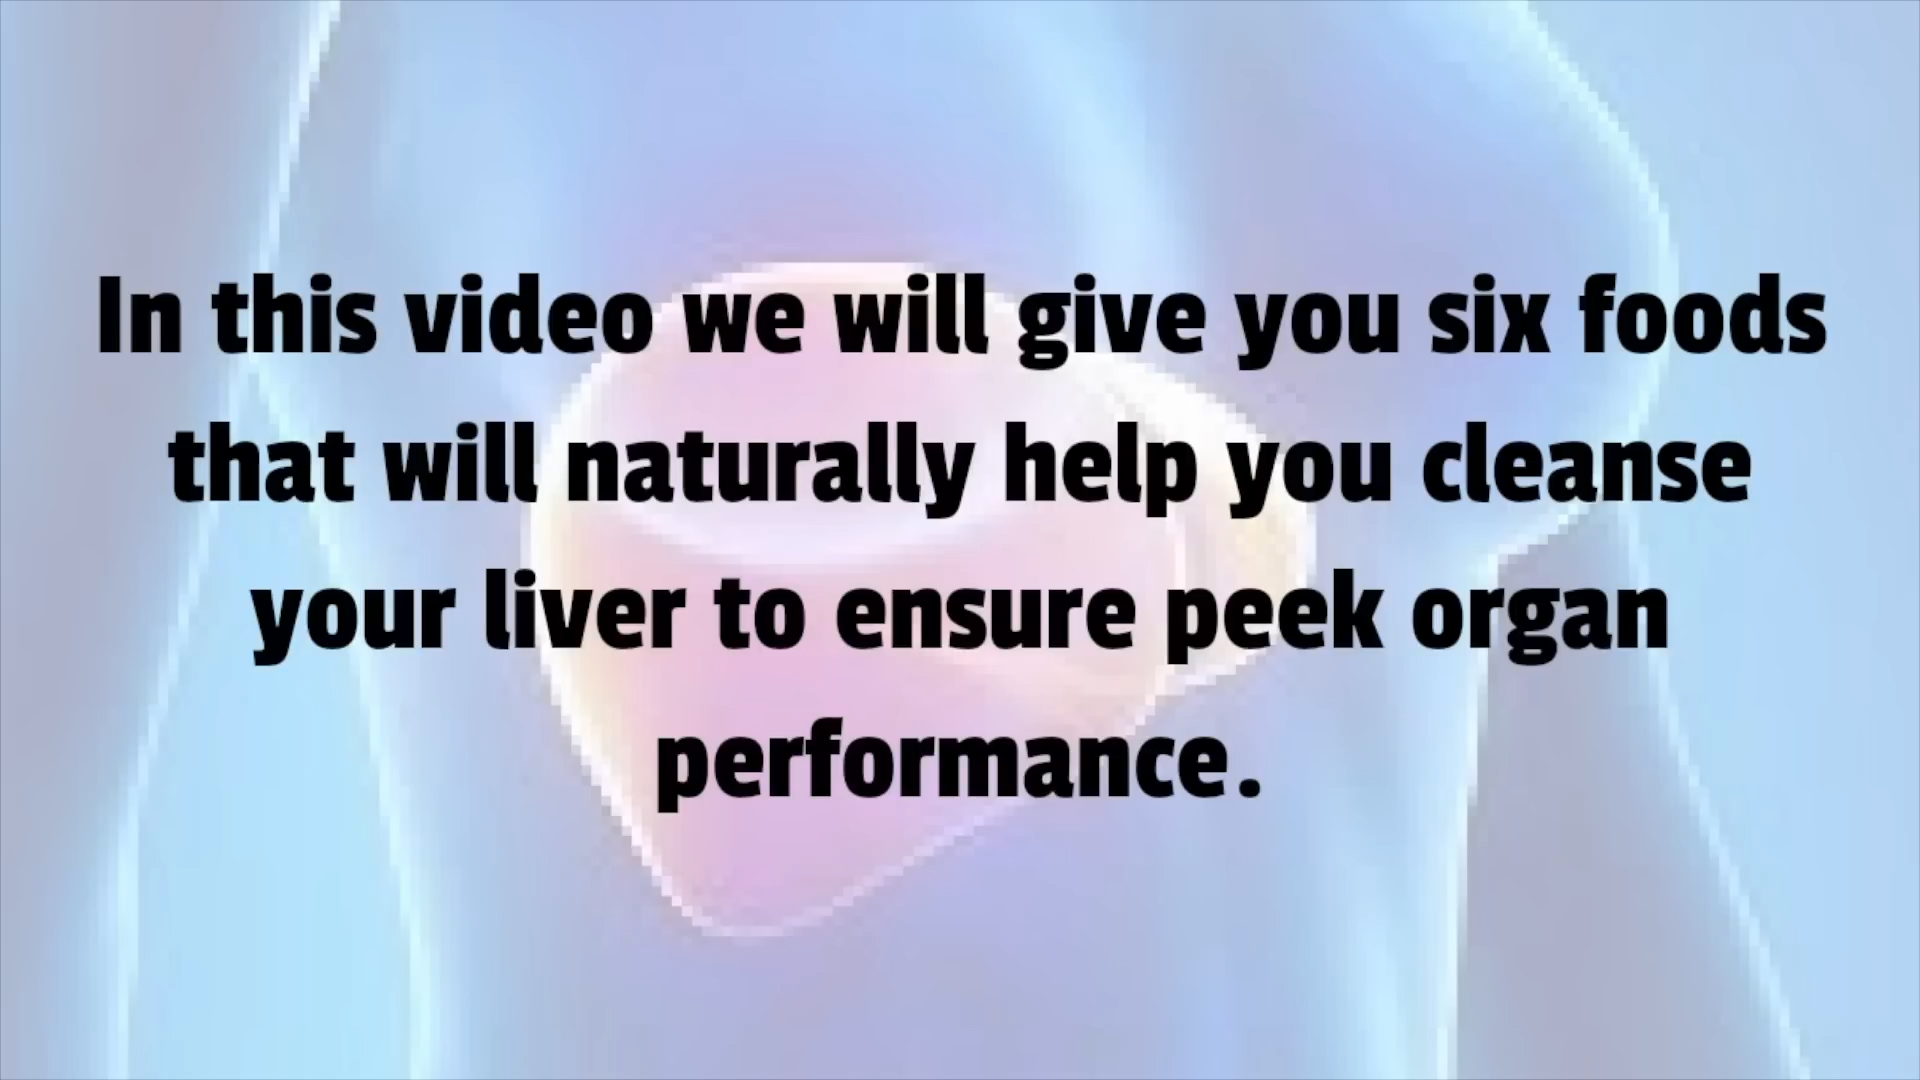 In this video we will give you six foods
that will naturally help you cleanse
your liver to ensure peek organ
performance.